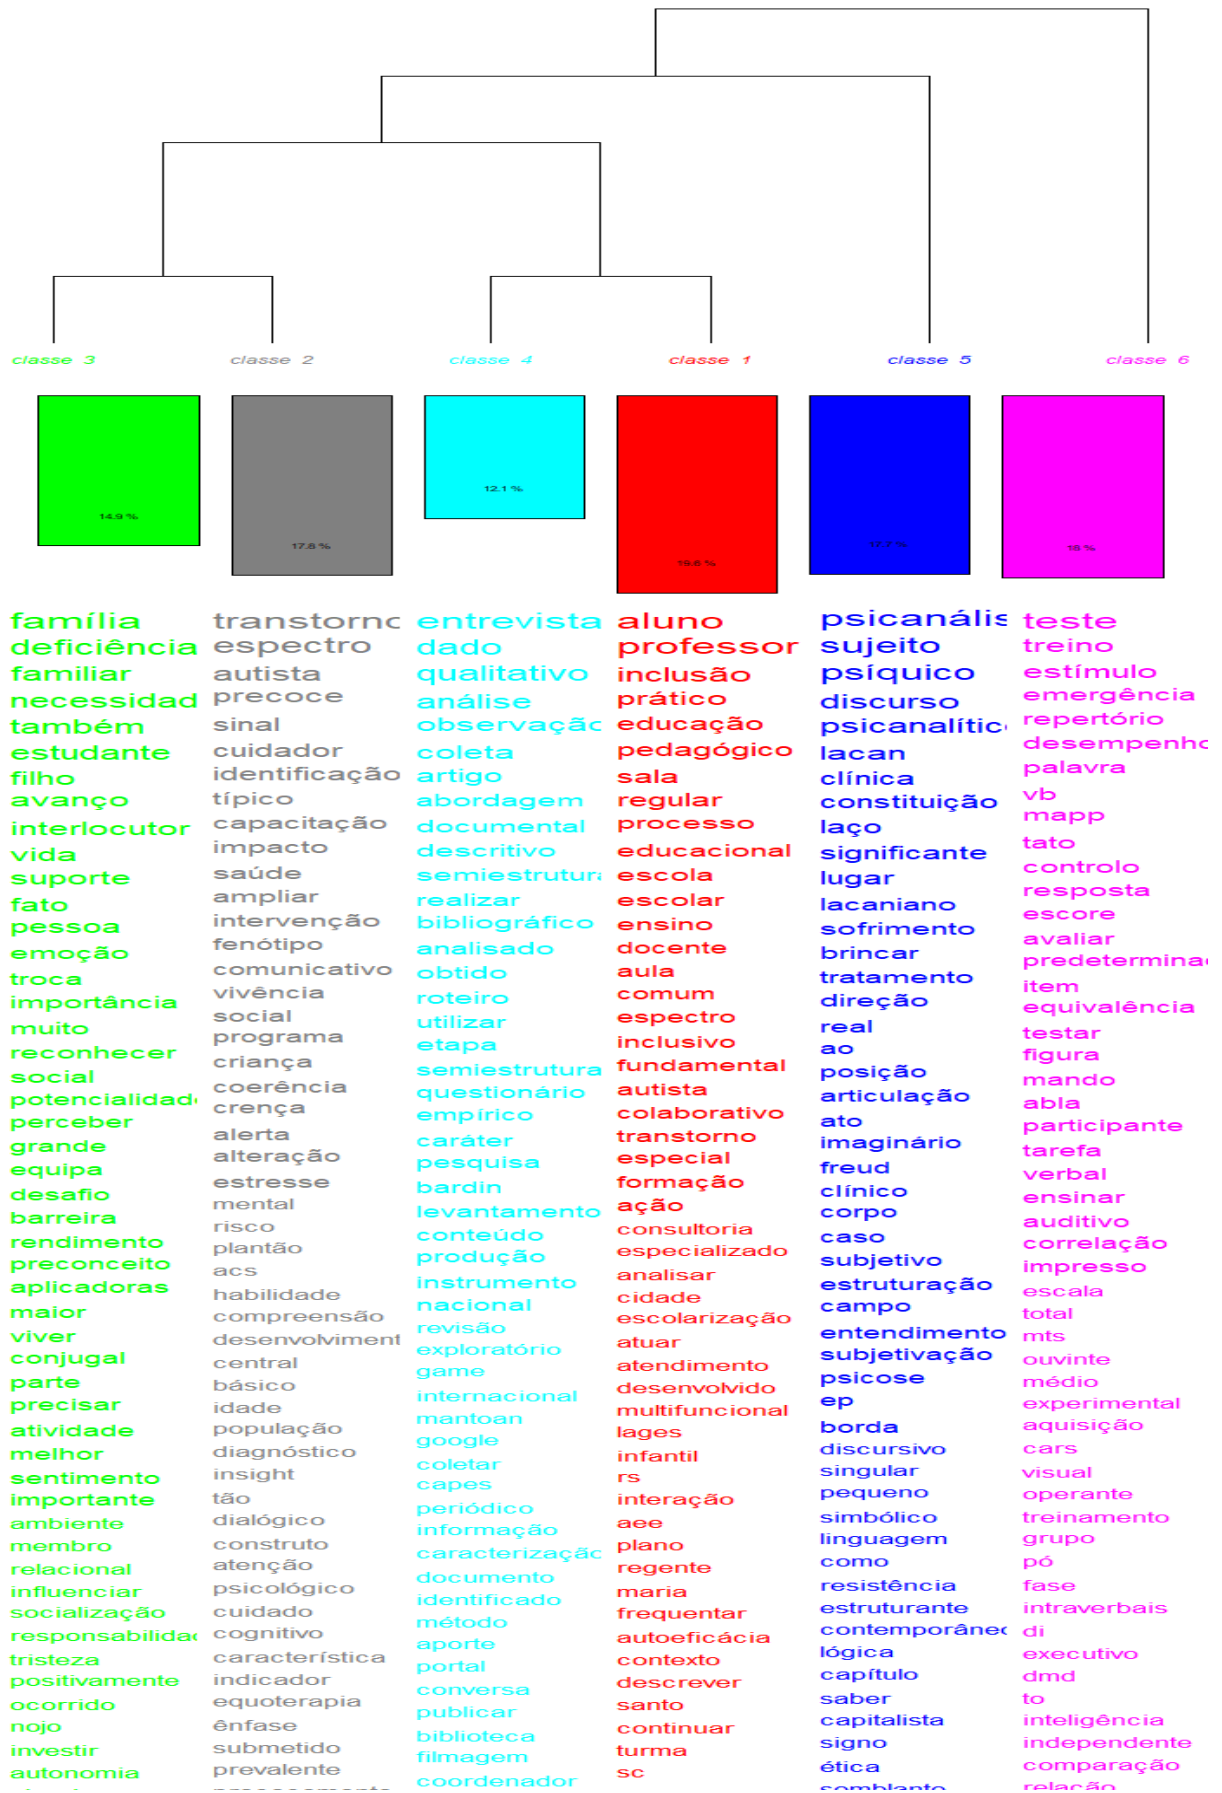 classe 3 classe 2 classe 4 classe 1 classe 5 classe 6
14.9 % 17.8 % 12.1 % 19.6 % 17.7 % 18 %
família
deficiência
familiar
necessidad
também
estudante
filho
avanço
interlocutor
vida
suporte
fato
pessoa
emoção
troca
importância
muito
reconhecer
social
potencialidad
perceber
grande
equipa
desafio
barreira
rendimento
preconceito
aplicadoras
maior
viver
conjugal
parte
precisar
atividade
melhor
sentimento
importante
ambiente
membro
relacional
influenciar
socialização
responsabilidad
tristeza
positivamente
ocorrido
nojo
investir
autonomia
transtorno
espectro
autista
precoce
sinal
cuidador
identificação
típico
capacitação
impacto
saúde
ampliar
intervenção
fenótipo
comunicativo
vivência
social
programa
criança
coerência
crença
alerta
alteração
estresse
mental
risco
plantão
acs
habilidade
compreensão
desenvolviment
central
básico
idade
população
diagnóstico
insight
tão
dialógico
construto
atenção
psicológico
cuidado
cognitivo
característica
indicador
equoterapia
ênfase
submetido
prevalente
entrevista
dado
qualitativo
análise
observação
coleta
artigo
abordagem
documental
descritivo
semiestrutur
realizar
bibliográfico
analisado
obtido
roteiro
utilizar
etapa
semiestrutura
questionário
empírico
caráter
pesquisa
bardin
levantamento
conteúdo
produção
instrumento
nacional
revisão
exploratório
game
internacional
mantoan
google
coletar
capes
periódico
informação
caracterização
documento
identificado
método
aporte
portal
conversa
publicar
biblioteca
filmagem
coordenador
aluno
professor
inclusão
prático
educação
pedagógico
sala
regular
processo
educacional
escola
escolar
ensino
docente
aula
comum
espectro
inclusivo
fundamental
autista
colaborativo
transtorno
especial
formação
ação
consultoria
especializado
analisar
cidade
escolarização
atuar
atendimento
desenvolvido
multifuncional
lages
infantil
rs
interação
aee
plano
regente
maria
frequentar
autoeficácia
contexto
descrever
santo
continuar
turma
sc
psicanális
sujeito
psíquico
discurso
psicanalític
lacan
clínica
constituição
laço
significante
lugar
lacaniano
sofrimento
brincar
tratamento
direção
real
ao
posição
articulação
ato
imaginário
freud
clínico
corpo
caso
subjetivo
estruturação
campo
entendimento
subjetivação
psicose
ep
borda
discursivo
singular
pequeno
simbólico
linguagem
como
resistência
estruturante
contemporâne
lógica
capítulo
saber
capitalista
signo
ética
teste
treino
estímulo
emergência
repertório
desempenho
palavra
vb
mapp
tato
controlo
resposta
escore
avaliar
predetermina
item
equivalência
testar
figura
mando
abla
participante
tarefa
verbal
ensinar
auditivo
correlação
impresso
escala
total
mts
ouvinte
médio
experimental
aquisição
cars
visual
operante
treinamento
grupo
pó
fase
intraverbais
di
executivo
dmd
to
inteligência
independente
comparação
relação